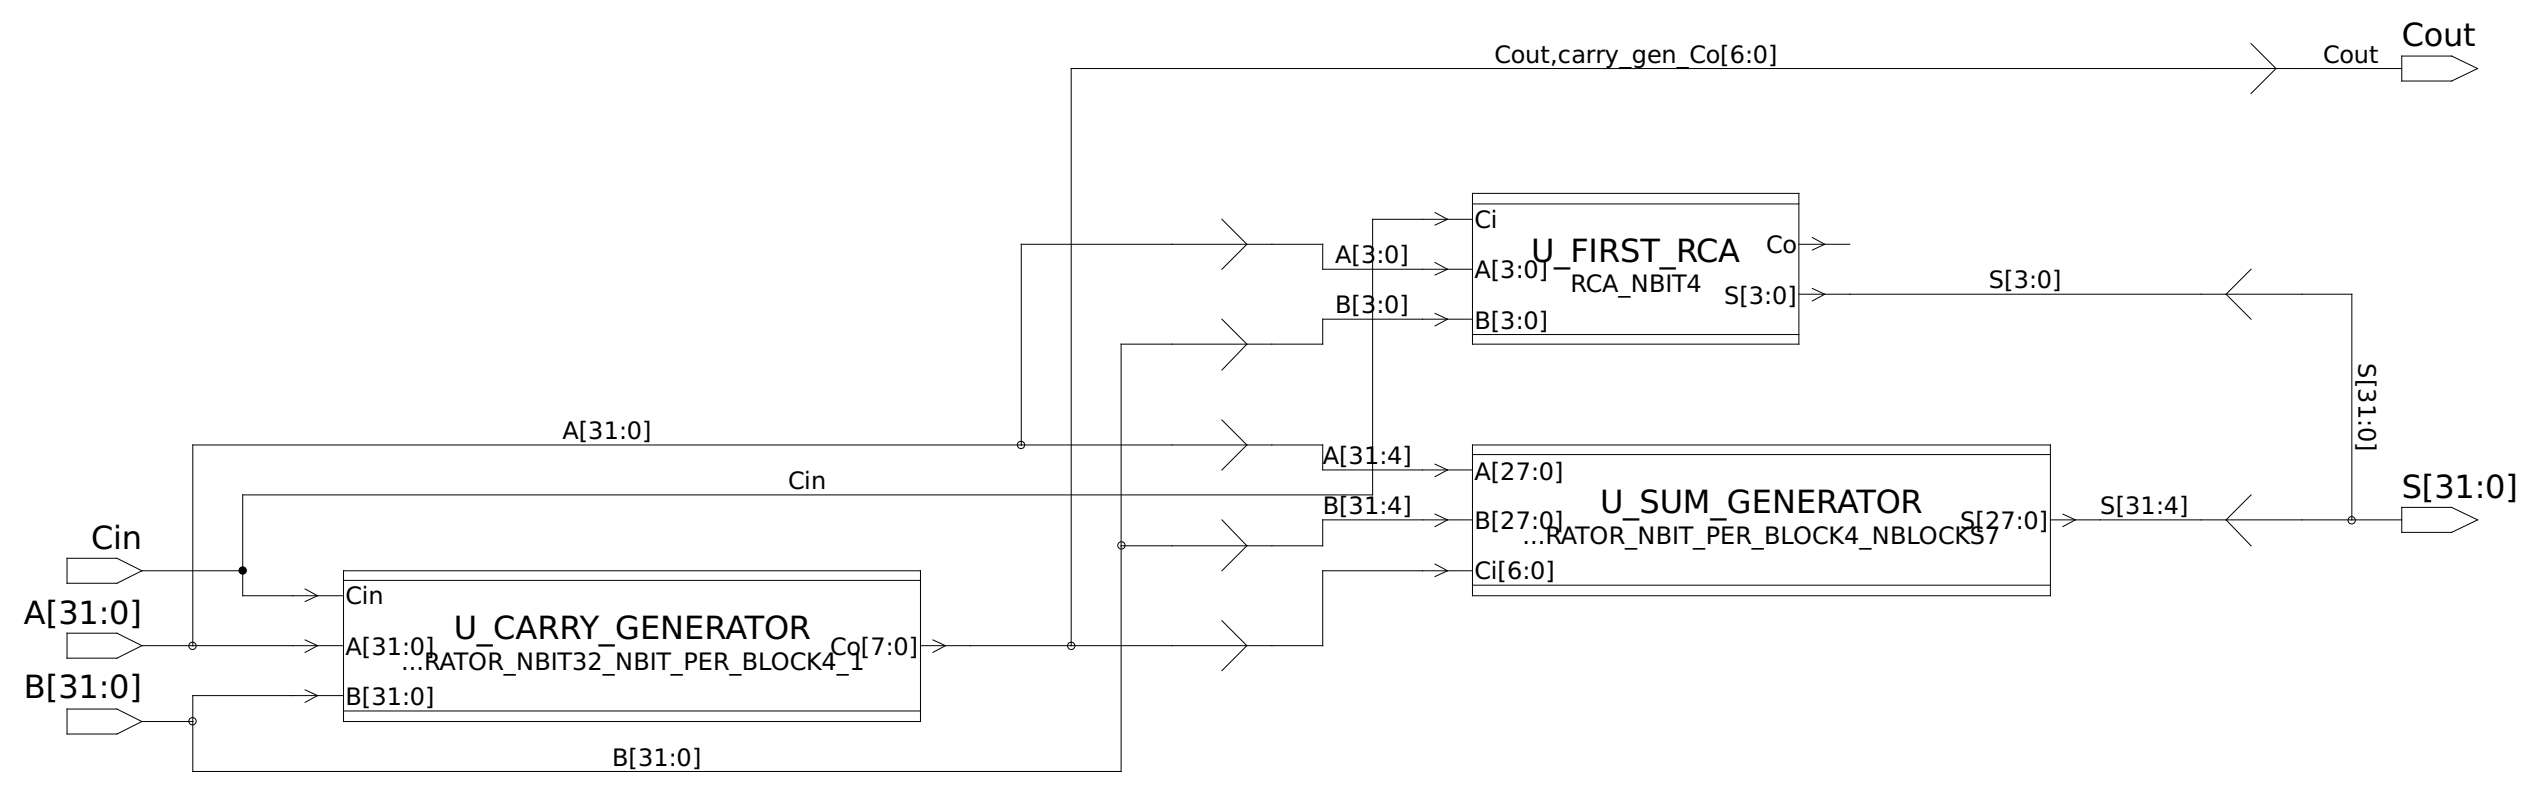 Cout
Cout,carry_gen_Co[6:0]
Cout
Ci
U_FIRST_RCA
Co
A[3:0]
A[3:0]
RCA_NBIT4
S[3:0]
S[3:0]
B[3:0]
B[3:0]
S[31:0]
A[31:0]
A[31:4]
A[27:0]
Cin
U_SUM_GENERATOR
S[31:0]
B[31:4]
B[27:0]
S[27:0]
S[31:4]
...RATOR_NBIT_PER_BLOCK4_NBLOCKS7
Ci[6:0]
Cin
Cin
A[31:0]
U_CARRY_GENERATOR
A[31:0]
Co[7:0]
...RATOR_NBIT32_NBIT_PER_BLOCK4_1
B[31:0]
B[31:0]
B[31:0]